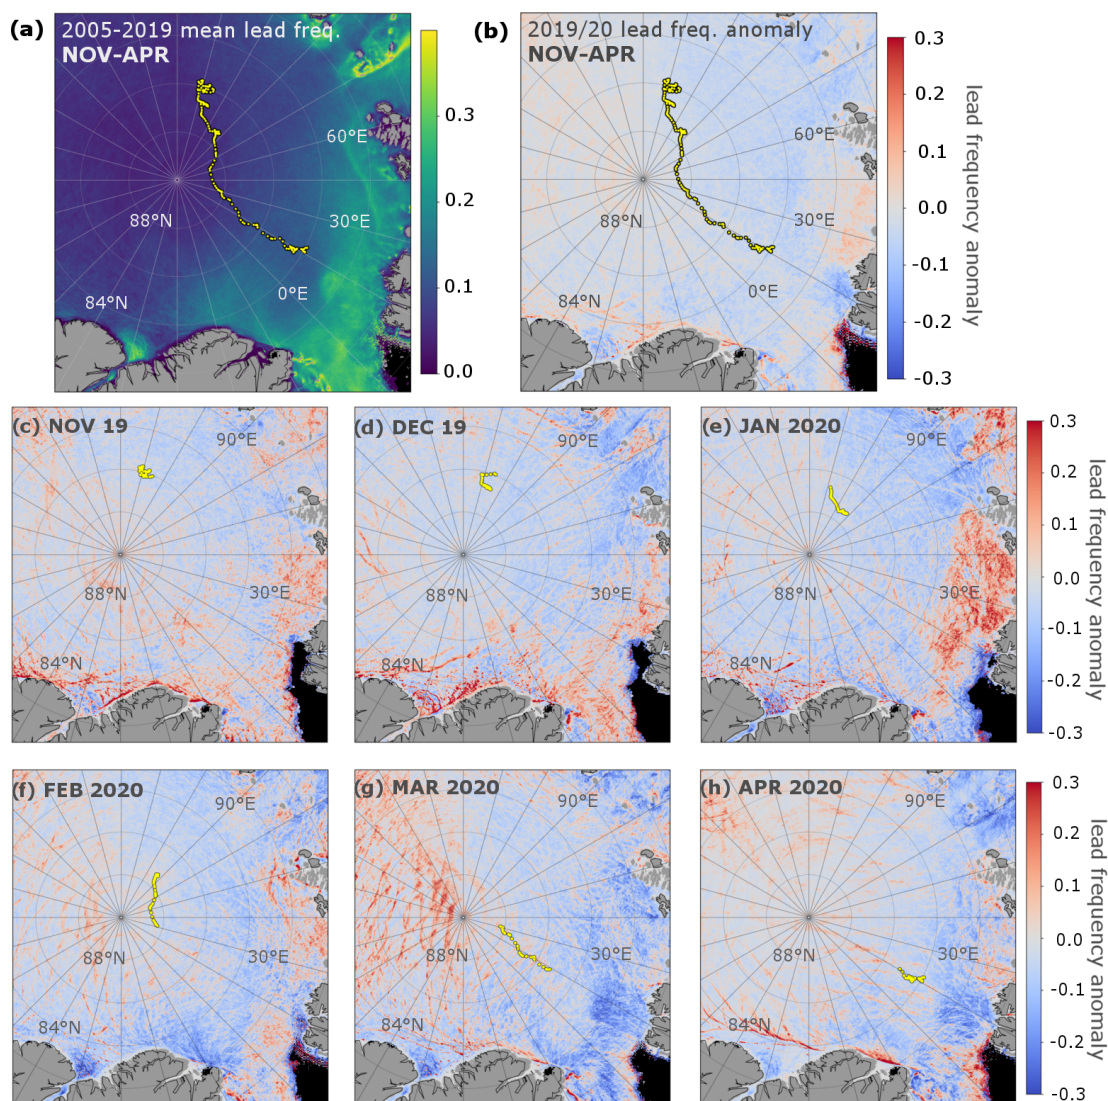 (a)
2005-2019 mean lead freq.
NOV-APR
60°E
30°E
88°N
0°E
84°N
0.3
0.2
0.1
0.0
(b)
2019/20 lead freq. anomaly
NOV-APR
60°E
30°E
88°N
0°E
84°N
0.3
0.2
0.1
0.0
-0.1
-0.2
-0.3
lead frequency anomaly
(c) NOV 19
90°E
88°N
30°E
84°N
(d) DEC 19
90°E
88°N
30°E
84°N
(e) JAN 2020
90°E
88°N
30°E
84°N
0.3
0.2
0.1
0.0
-0.1
-0.2
-0.3
lead frequency anomaly
(f) FEB 2020
90°E
88°N
30°E
84°N
(g) MAR 2020
90°E
88°N
30°E
84°N
(h) APR 2020
90°E
88°N
30°E
84°N
0.3
0.2
0.1
0.0
-0.1
-0.2
-0.3
lead frequency anomaly